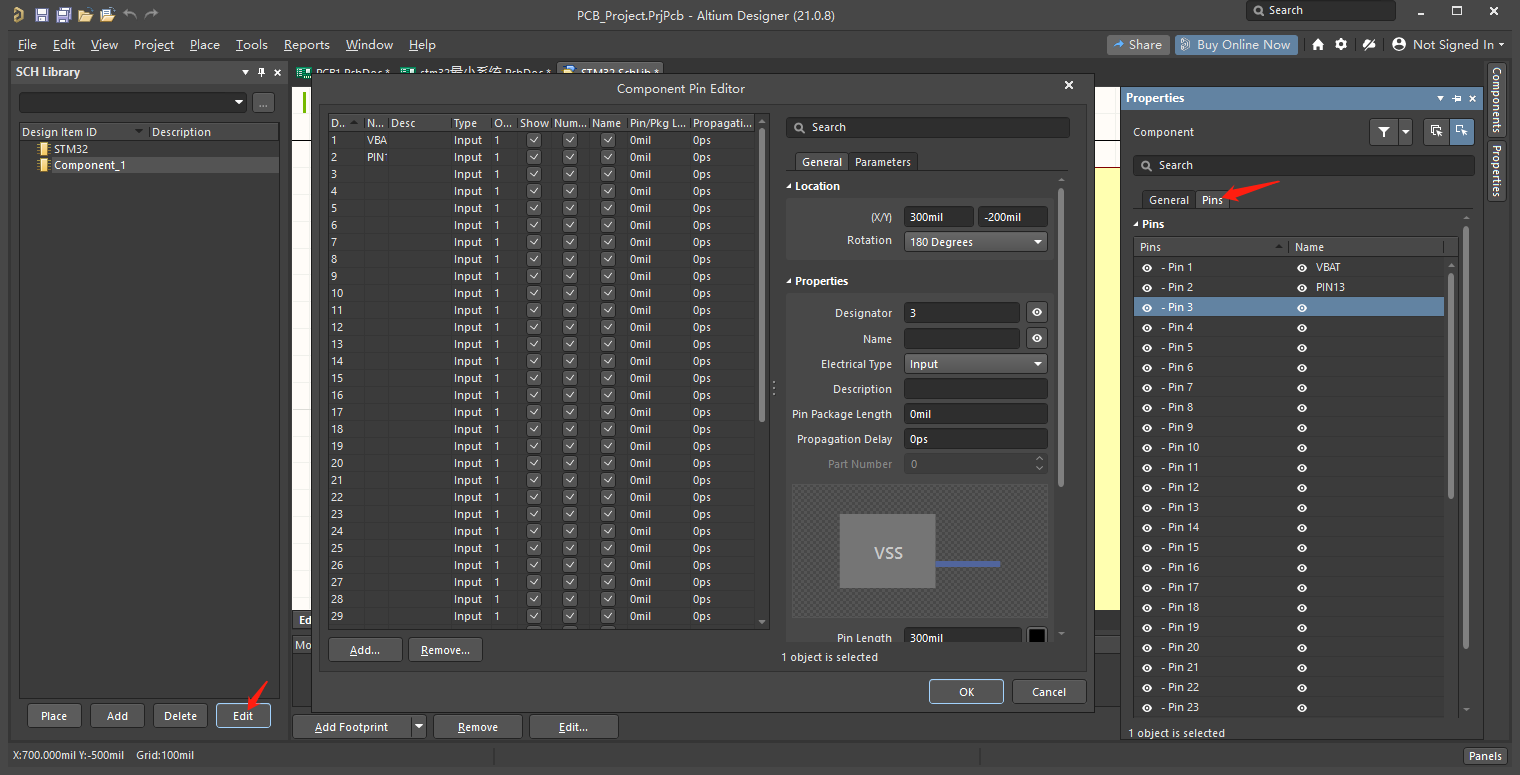 PCB_Project.PrjPcb - Altium Designer (21.0.8)
Search
File Edit View Project Place Tools Reports Window Help
Share
Buy Online Now
Not Signed In
SCH Library
...
Design Item ID Description
STM32
Component_1
Place Add Delete Edit
PCB1.PcbDoc * stm32最小系统.PcbDoc * STM32.SchLib *
Component Pin Editor
D... N... Desc Type O... Show Num... Name Pin/Pkg L... Propagati...
1 VBA Input 1 0mil 0ps
2 PIN1 Input 1 0mil 0ps
3 Input 1 0mil 0ps
4 Input 1 0mil 0ps
5 Input 1 0mil 0ps
6 Input 1 0mil 0ps
7 Input 1 0mil 0ps
8 Input 1 0mil 0ps
9 Input 1 0mil 0ps
10 Input 1 0mil 0ps
11 Input 1 0mil 0ps
12 Input 1 0mil 0ps
13 Input 1 0mil 0ps
14 Input 1 0mil 0ps
15 Input 1 0mil 0ps
16 Input 1 0mil 0ps
17 Input 1 0mil 0ps
18 Input 1 0mil 0ps
19 Input 1 0mil 0ps
20 Input 1 0mil 0ps
21 Input 1 0mil 0ps
22 Input 1 0mil 0ps
23 Input 1 0mil 0ps
24 Input 1 0mil 0ps
25 Input 1 0mil 0ps
26 Input 1 0mil 0ps
27 Input 1 0mil 0ps
28 Input 1 0mil 0ps
29 Input 1 0mil 0ps
Add... Remove...
Search
General Parameters
Location
(X/Y) 300mil -200mil
Rotation 180 Degrees
Properties
Designator 3
Name
Electrical Type Input
Description
Pin Package Length 0mil
Propagation Delay 0ps
Part Number 0
VSS
Pin Length 300mil
1 object is selected
OK Cancel
Ed
Mo
Add Footprint Remove Edit...
Properties
Component
Search
General Pins
Pins
Pins Name
- Pin 1 VBAT
- Pin 2 PIN13
- Pin 3
- Pin 4
- Pin 5
- Pin 6
- Pin 7
- Pin 8
- Pin 9
- Pin 10
- Pin 11
- Pin 12
- Pin 13
- Pin 14
- Pin 15
- Pin 16
- Pin 17
- Pin 18
- Pin 19
- Pin 20
- Pin 21
- Pin 22
- Pin 23
1 object is selected
Components
Properties
X:700.000mil Y:-500mil Grid:100mil
Panels